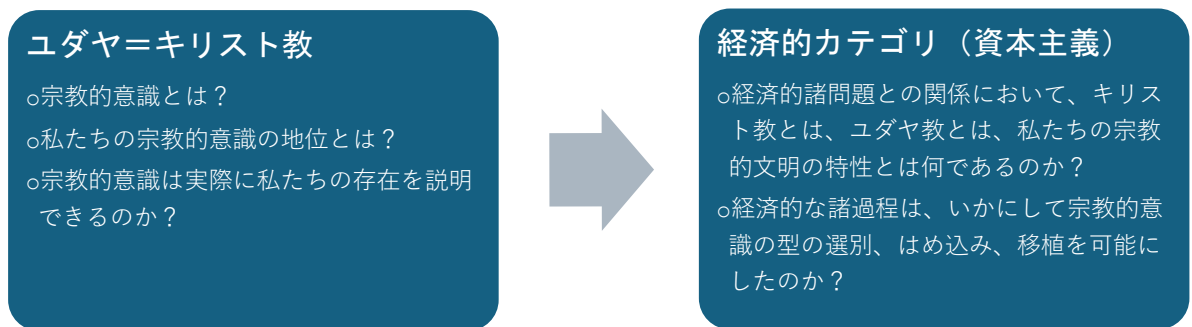 ユダヤ＝キリスト教
○宗教的意識とは？
○私たちの宗教的意識の地位とは？
○宗教的意識は実際に私たちの存在を説明
できるのか？
経済的カテゴリ（資本主義）
○経済的諸問題との関係において、キリス
ト教とは、ユダヤ教とは、私たちの宗教
的文明の特性とは何であるのか？
○経済的な諸過程は、いかにして宗教的意
識の型の選別、はめ込み、移植を可能に
したのか？